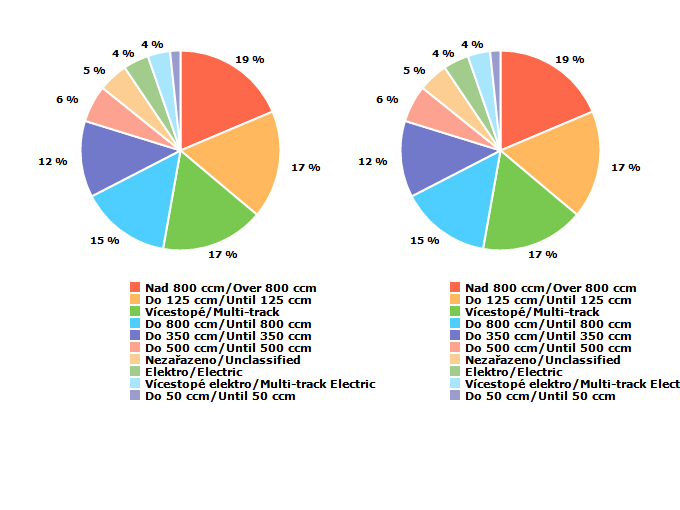 4 %
4 %
5 %
19 %
6 %
17 %
12 %
15 %
17 %
Nad 800 ccm/Over 800 ccm
Do 125 ccm/Until 125 ccm
Vícestopé/Multi-track
Do 800 ccm/Until 800 ccm
Do 350 ccm/Until 350 ccm
Do 500 ccm/Until 500 ccm
Nezařazeno/Unclassified
Elektro/Electric
Vícestopé elektro/Multi-track Electric
Do 50 ccm/Until 50 ccm
4 %
4 %
5 %
19 %
6 %
17 %
12 %
15 %
17 %
Nad 800 ccm/Over 800 ccm
Do 125 ccm/Until 125 ccm
Vícestopé/Multi-track
Do 800 ccm/Until 800 ccm
Do 350 ccm/Until 350 ccm
Do 500 ccm/Until 500 ccm
Nezařazeno/Unclassified
Elektro/Electric
Vícestopé elektro/Multi-track Elect
Do 50 ccm/Until 50 ccm